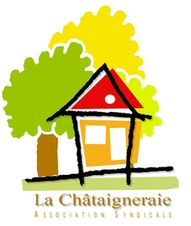 La Châtaigneraie
ASSOCIATION SYNDICALE